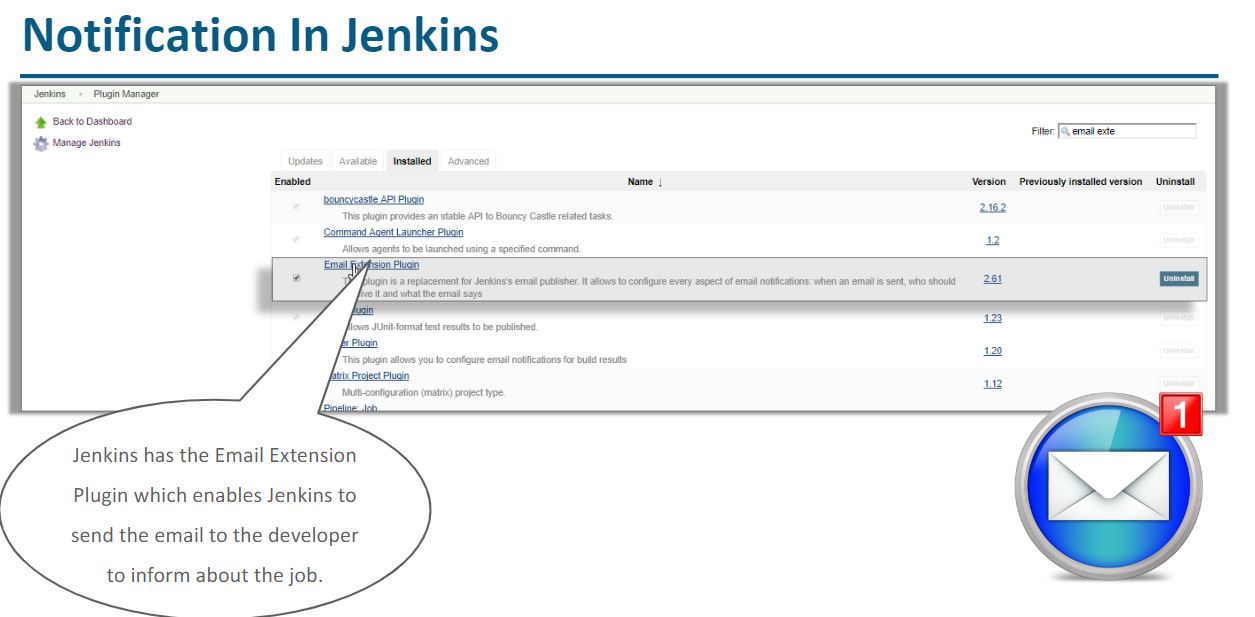 Notification In Jenkins
Jenkins Plugin Manager
Back to Dashboard
Manage Jenkins
Filter: email exte
Updates Available Installed Advanced
Enabled Name ↓ Version Previously installed version Uninstall
bouncycastle API Plugin
This plugin provides an stable API to Bouncy Castle related tasks.
2.16.2 Uninstall
Command Agent Launcher Plugin
Allows agents to be launched using a specified command.
1.2 Uninstall
Email Extension Plugin
plugin is a replacement for Jenkins's email publisher. It allows to configure every aspect of email notifications: when an email is sent, who should
ive it and what the email says
2.61 Uninstall
lugin
lows JUnit-format test results to be published.
1.23 Uninstall
er Plugin
This plugin allows you to configure email notifications for build results
1.20 Uninstall
atrix Project Plugin
Multi-configuration (matrix) project type.
1.12 Uninstall
Pipeline: Job
1
Jenkins has the Email Extension
Plugin which enables Jenkins to
send the email to the developer
to inform about the job.